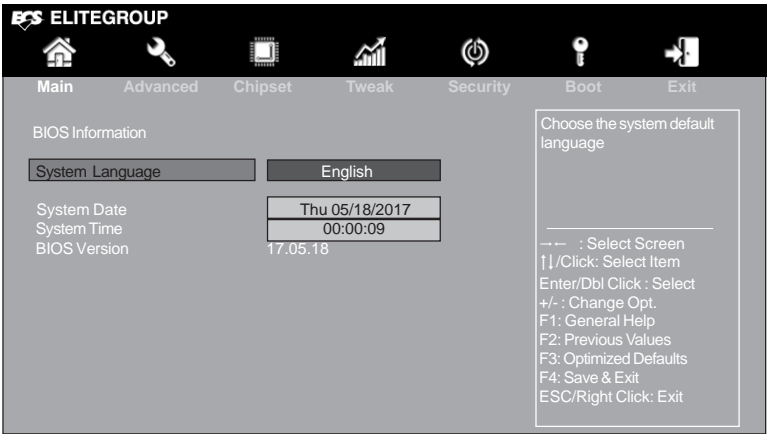 ECS ELITEGROUP
Main Advanced Chipset Tweak Security Boot Exit
BIOS Information
System Language English
System Date Thu 05/18/2017
System Time 00:00:09
BIOS Version 17.05.18
Choose the system default
language
→← : Select Screen
↑↓/Click: Select Item
Enter/Dbl Click : Select
+/- : Change Opt.
F1: General Help
F2: Previous Values
F3: Optimized Defaults
F4: Save & Exit
ESC/Right Click: Exit